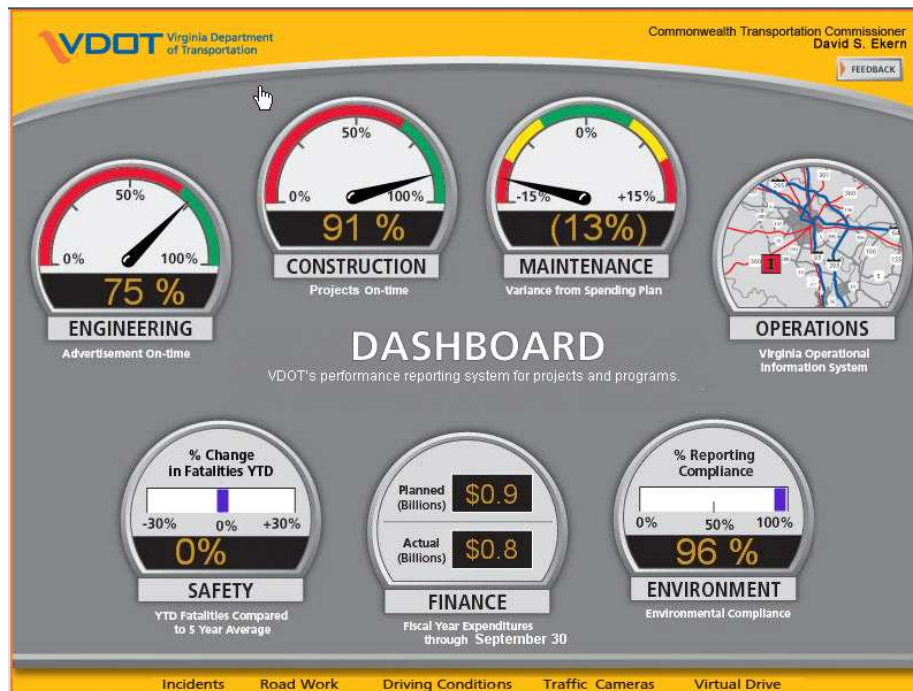 VDOT Virginia Department
of Transportation
Commonwealth Transportation Commissioner
David S. Ekern
FEEDBACK
50%
0% 100%
75 %
ENGINEERING
Advertisement On-time
50%
0% 100%
91 %
CONSTRUCTION
Projects On-time
0%
-15% +15%
(13%)
MAINTENANCE
Variance from Spending Plan
OPERATIONS
Virginia Operational
Information System
DASHBOARD
VDOT's performance reporting system for projects and programs.
% Change
in Fatalities YTD
-30% 0% +30%
0%
SAFETY
YTD Fatalities Compared
to 5 Year Average
Planned
(Billions) $0.9
Actual
(Billions) $0.8
FINANCE
Fiscal Year Expenditures
through September 30
% Reporting
Compliance
0% 50% 100%
96 %
ENVIRONMENT
Environmental Compliance
Incidents Road Work Driving Conditions Traffic Cameras Virtual Drive